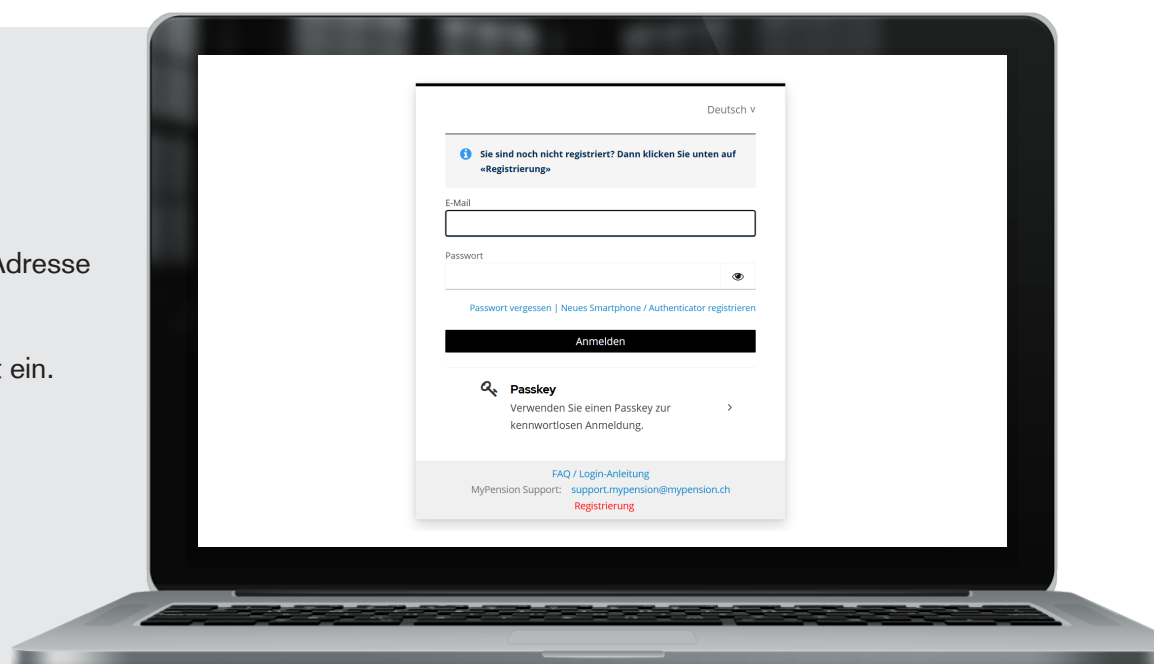 Adresse
ein.
Deutsch
Sie sind noch nicht registriert? Dann klicken Sie unten auf
«Registrierung»
E-Mail
Passwort
Passwort vergessen | Neues Smartphone / Authenticator registrieren
Anmelden
Passkey
Verwenden Sie einen Passkey zur
kennwortlosen Anmeldung.
FAQ / Login-Anleitung
MyPension Support: support.mypension@mypension.ch
Registrierung